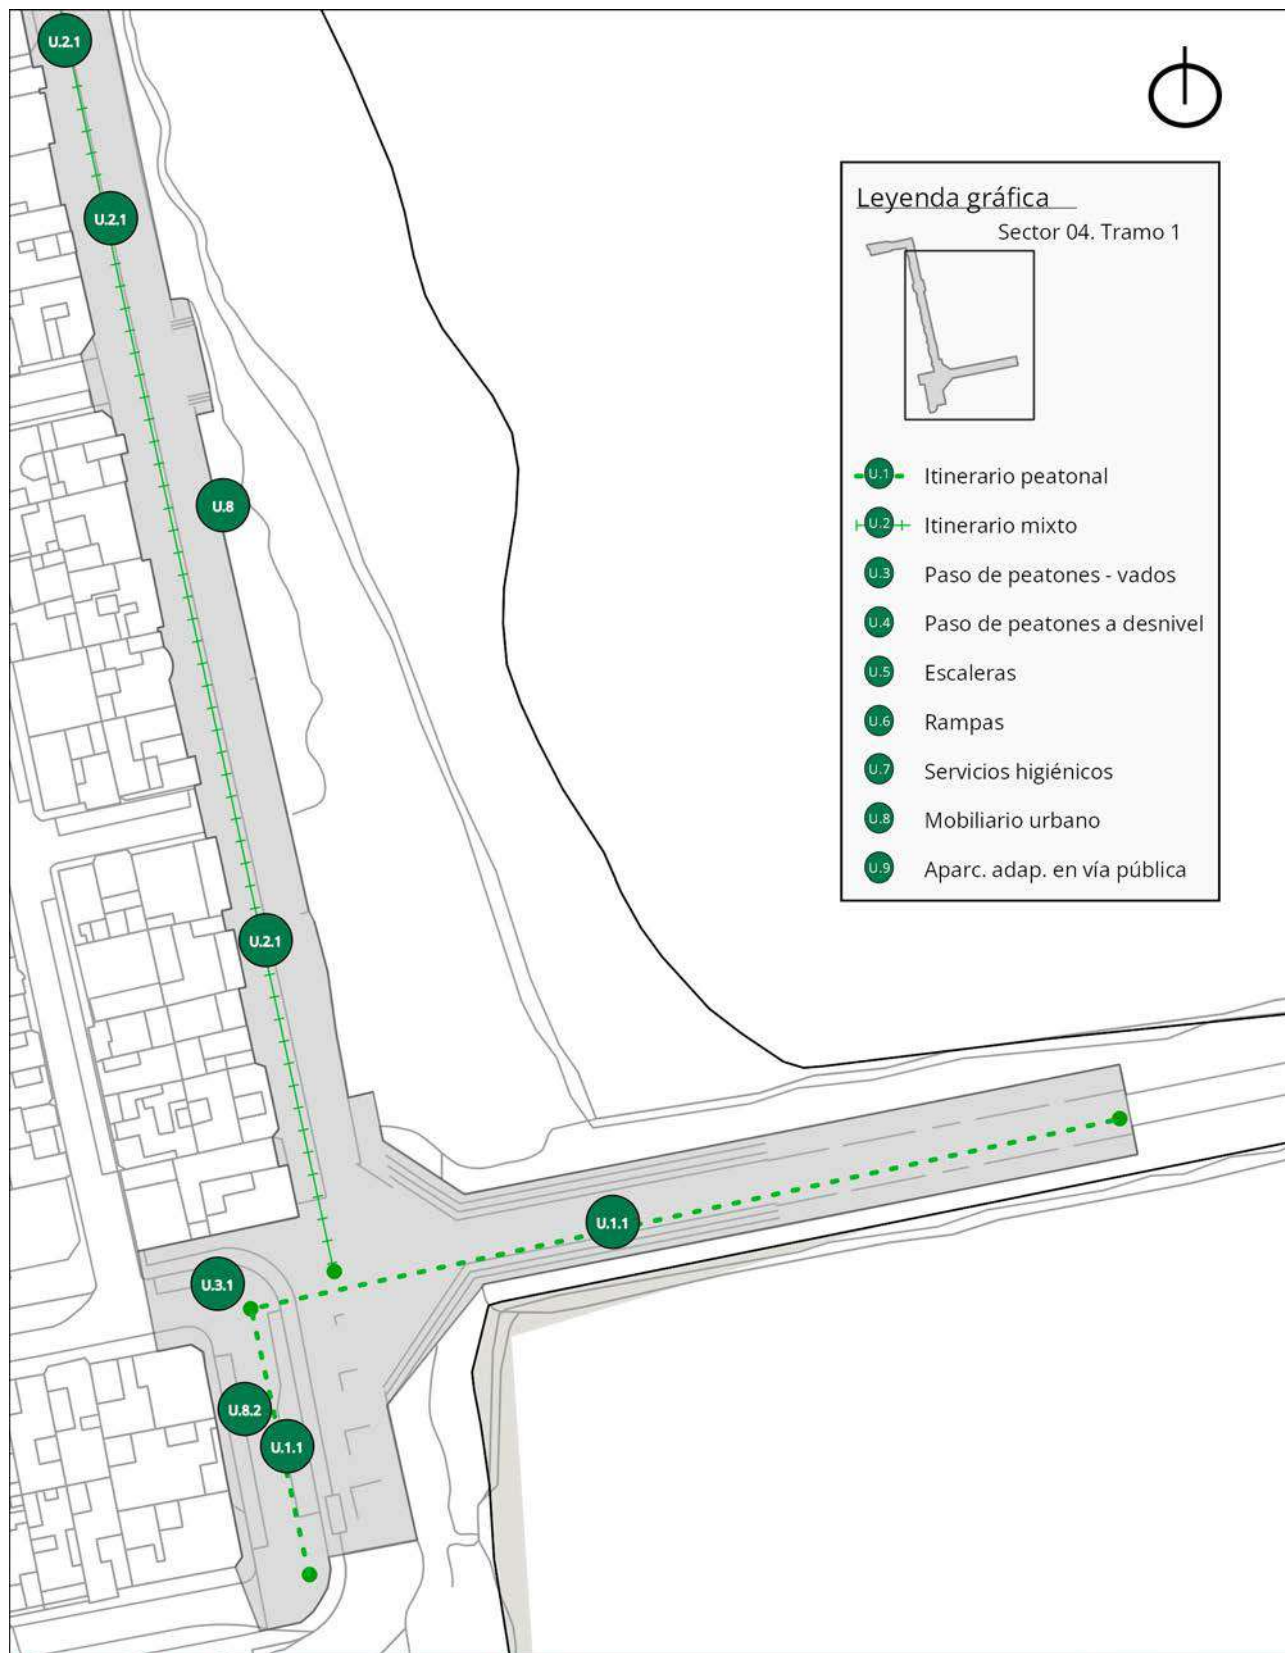 U.2.1
U.2.1
Leyenda gráfica
Sector 04. Tramo 1
U.1 Itinerario peatonal
U.8
U.2 Itinerario mixto
U.3 Paso de peatones - vados
U.4 Paso de peatones a desnivel
U.5 Escaleras
U.6 Rampas
U.7 Servicios higiénicos
U.8 Mobiliario urbano
U.9 Aparc. adap. en vía pública
U.2.1
U.1.1
U.3.1
U.8.2
U.1.1